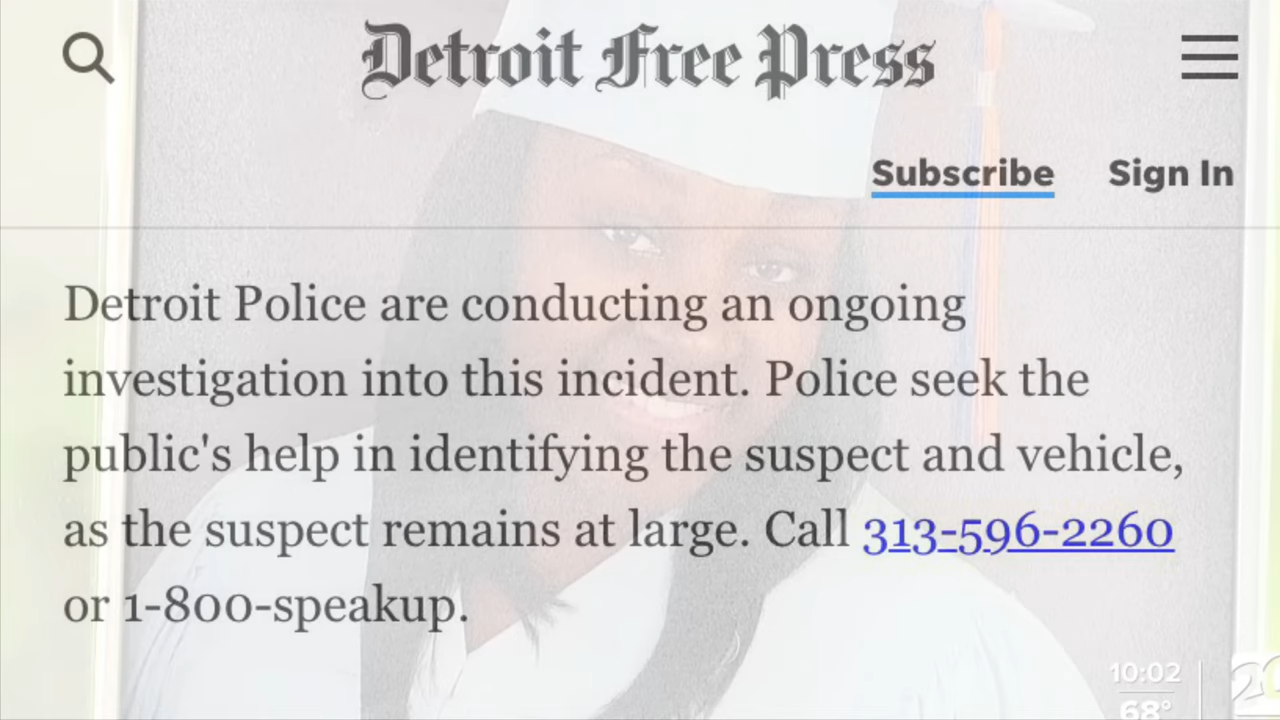 Detroit Free Press
Subscribe Sign In
Detroit Police are conducting an ongoing
investigation into this incident. Police seek the
public's help in identifying the suspect and vehicle,
as the suspect remains at large. Call 313-596-2260
or 1-800-speakup.
10:02
68°
20